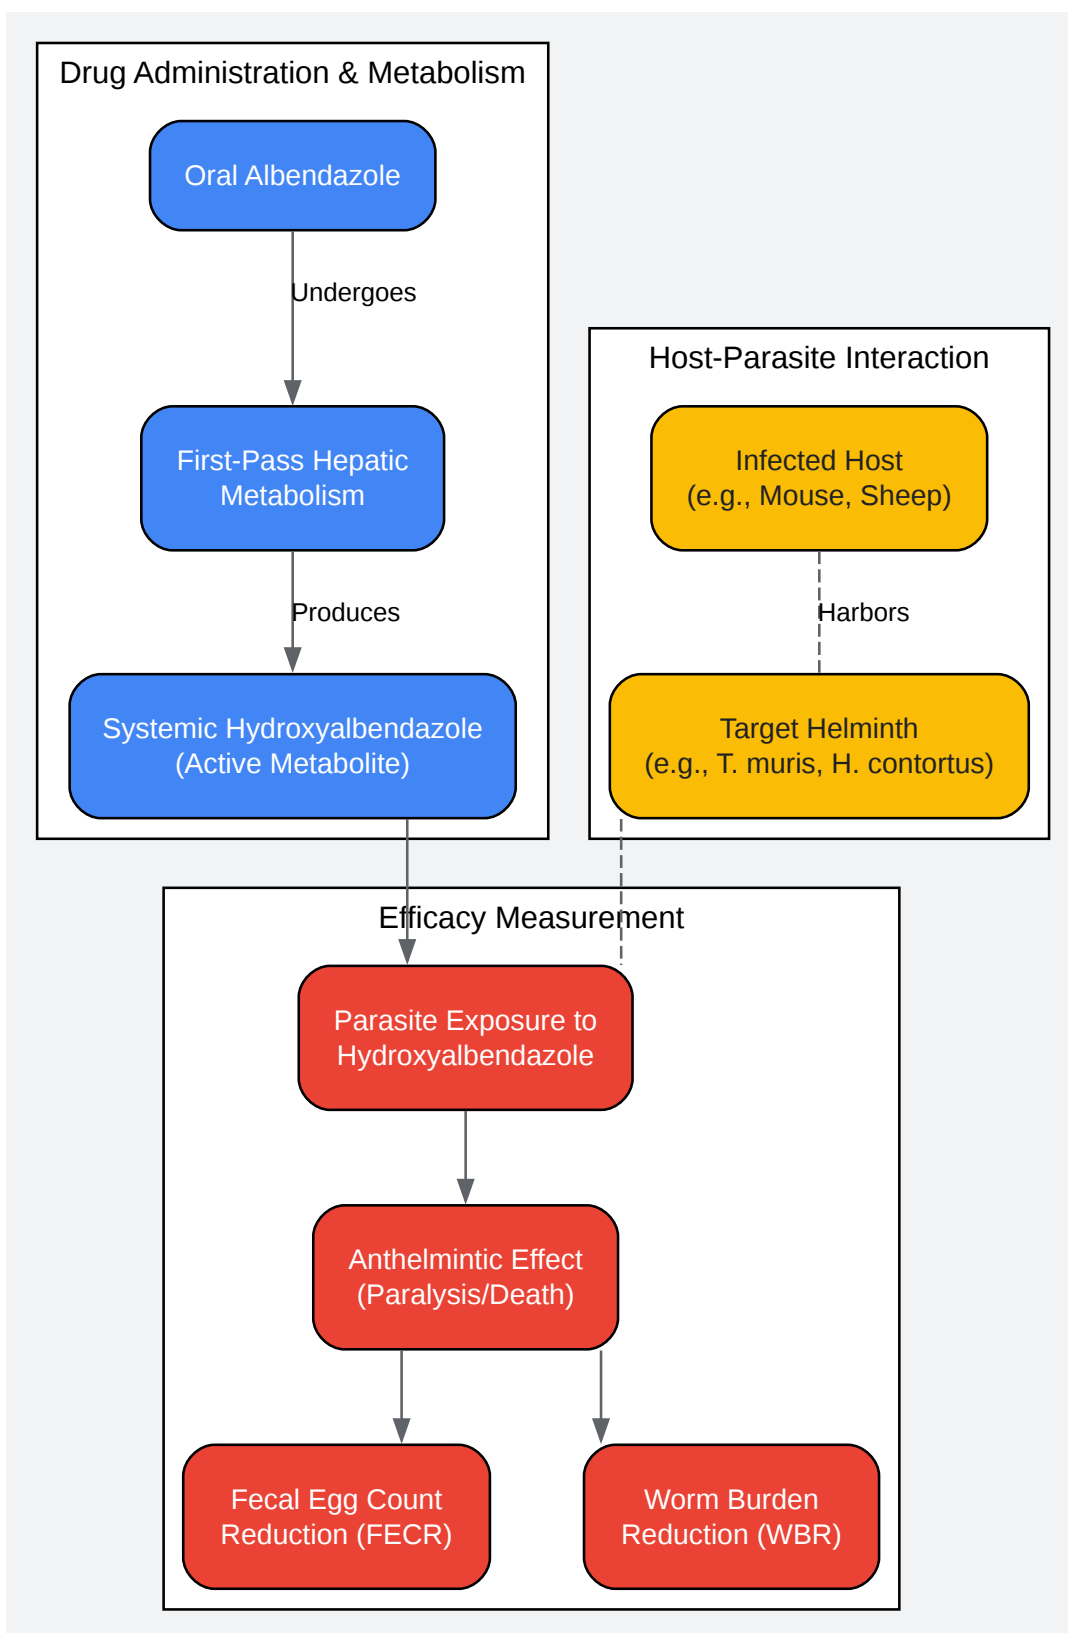 Drug Administration & Metabolism
Oral Albendazole
Undergoes
First-Pass Hepatic
Metabolism
Produces
Systemic Hydroxyalbendazole
(Active Metabolite)
Host-Parasite Interaction
Infected Host
(e.g., Mouse, Sheep)
Harbors
Target Helminth
(e.g., T. muris, H. contortus)
Efficacy Measurement
Parasite Exposure to
Hydroxyalbendazole
Anthelmintic Effect
(Paralysis/Death)
Fecal Egg Count
Reduction (FECR)
Worm Burden
Reduction (WBR)